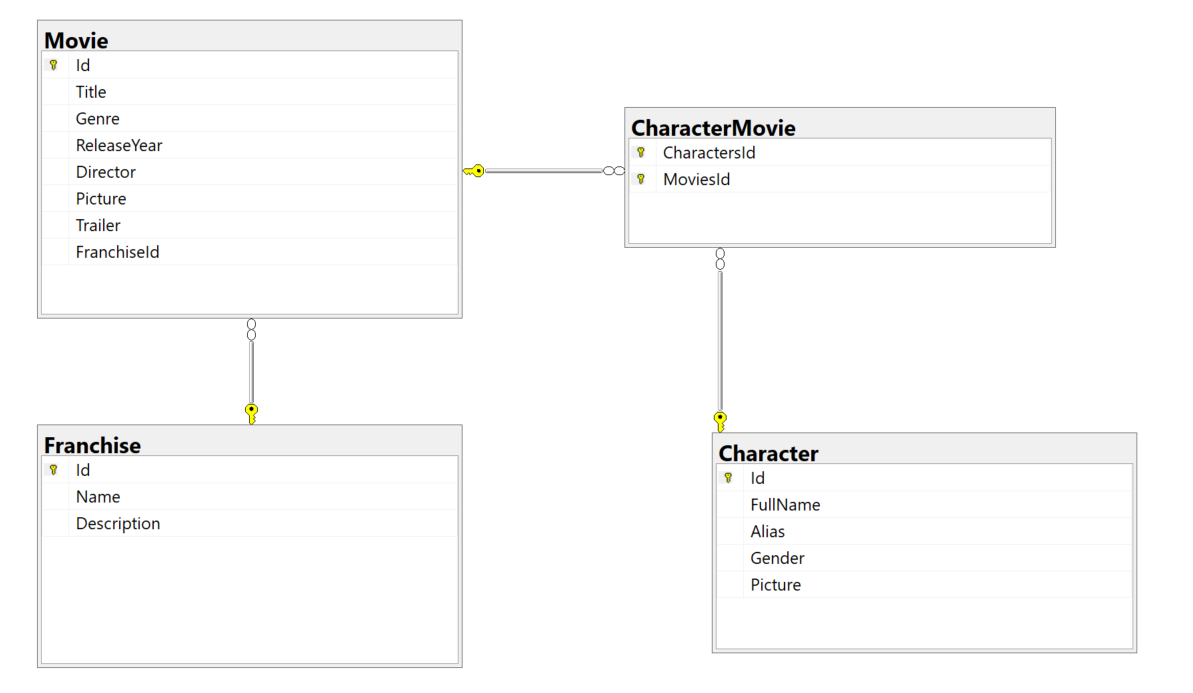 Movie
Id
Title
Genre
ReleaseYear
Director
Picture
Trailer
FranchiseId
CharacterMovie
CharactersId
MoviesId
Franchise
Id
Name
Description
Character
Id
FullName
Alias
Gender
Picture